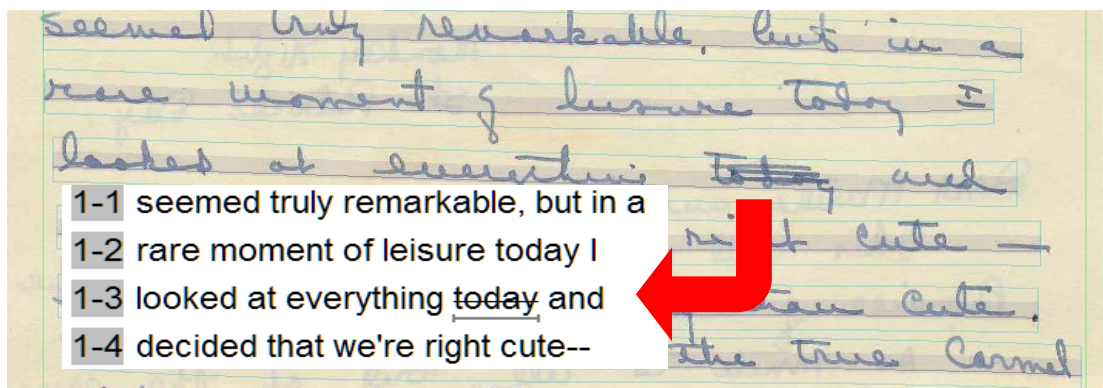 seemed truly remarkable, but in a
rare moment of leisure today I
looked at everything today and
1-1 seemed truly remarkable, but in a
1-2 rare moment of leisure today I
1-3 looked at everything today and
1-4 decided that we're right cute--
right cute —
than cute.
the true Carmel